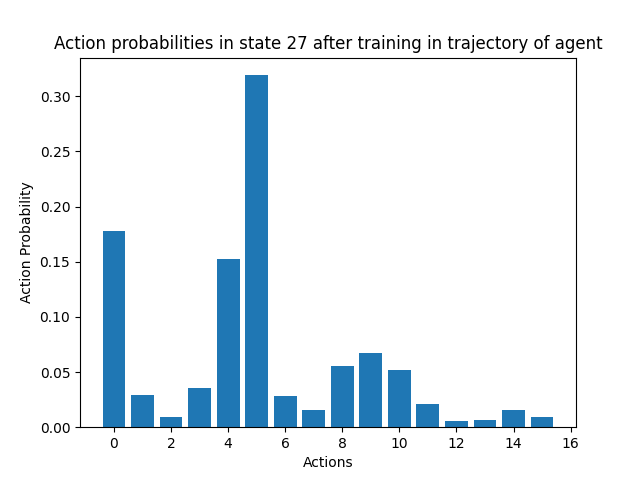 Action probabilities in state 27 after training in trajectory of agent
0.30
0.25
0.20
0.15
0.10
0.05
0.00
Action Probability
0 2 4 6 8 10 12 14 16
Actions